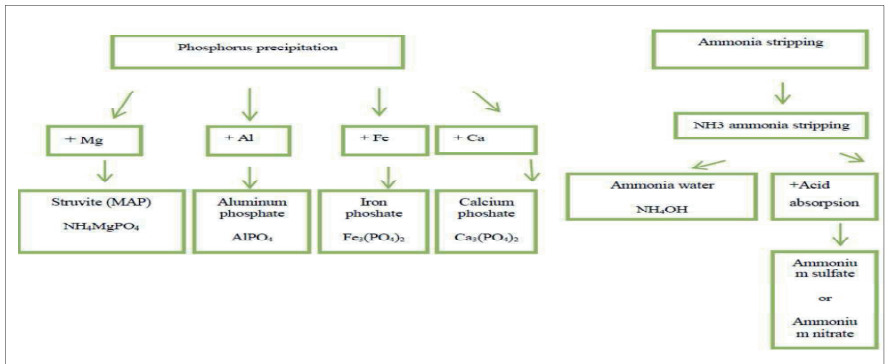 Phosphorus precipitation
+ Mg
+ Al
+ Fe
+ Ca
Struvite (MAP)
NH₄MgPO₄
Aluminum
phosphate
AlPO₄
Iron
phoshate
Fe₃(PO₄)₂
Calcium
phoshate
Ca₃(PO₄)₂
Ammonia stripping
NH3 ammonia stripping
Ammonia water
NH₄OH
+Acid
absorpsion
Ammoniu
m sulfate
or
Ammoniu
m nitrate